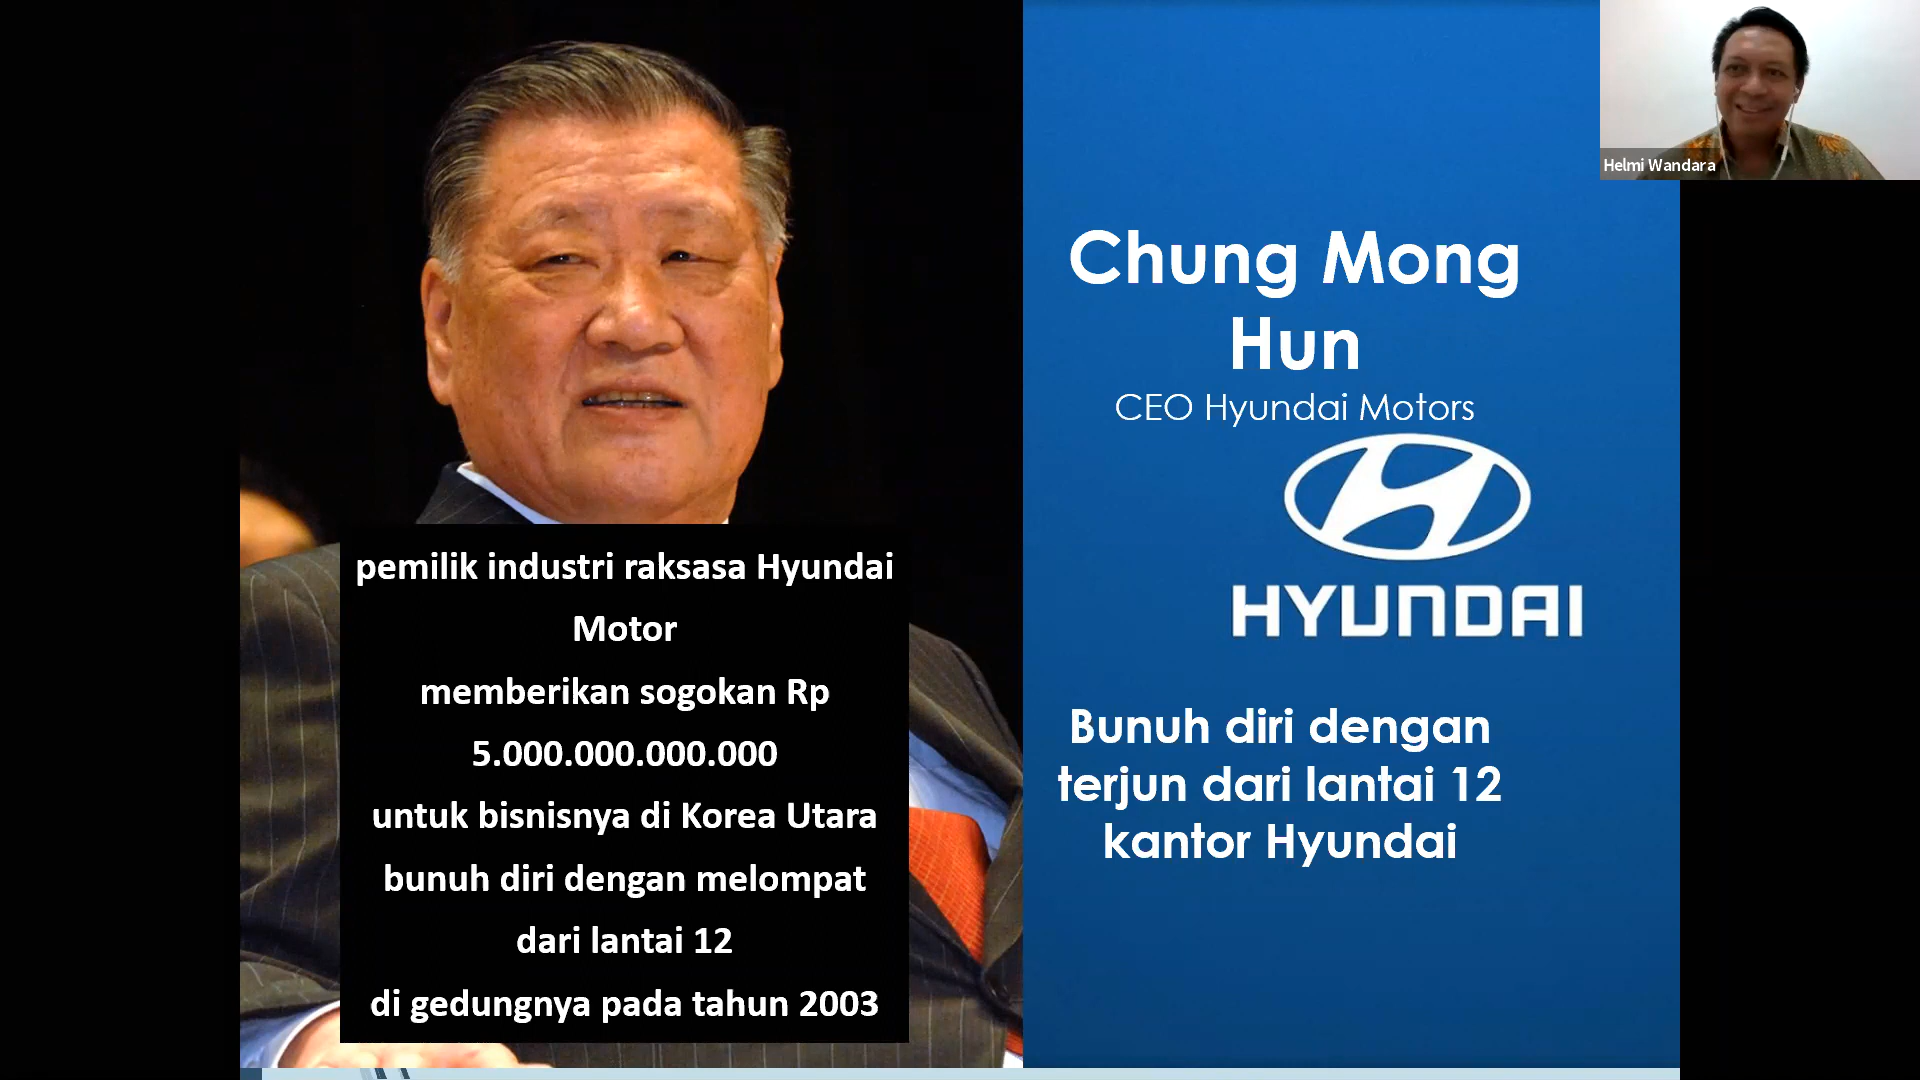 Helmi Wandara
Chung Mong
Hun
CEO Hyundai Motors
HYUNDAI
pemilik industri raksasa Hyundai
Motor
memberikan sogokan Rp
5.000.000.000.000
untuk bisnisnya di Korea Utara
bunuh diri dengan melompat
dari lantai 12
di gedungnya pada tahun 2003
Bunuh diri dengan
terjun dari lantai 12
kantor Hyundai